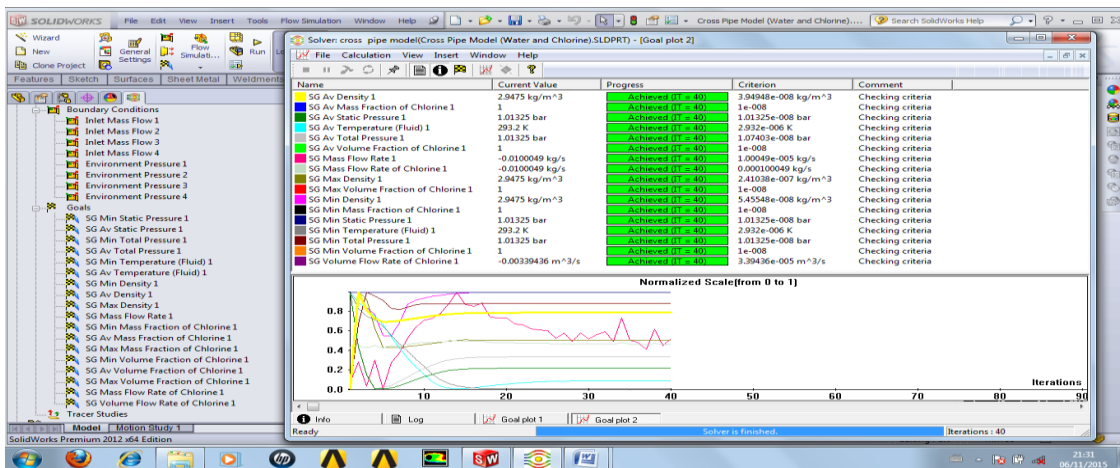 SOLIDWORKS File Edit View Insert Tools Flow Simulation Window Help Cross Pipe Model (Water and Chlorine).... Search SolidWorks Help
Wizard
New
Clone Project
General Settings
Flow Simulati...
Run
Features Sketch Surfaces Sheet Metal Weldments
Boundary Conditions
Inlet Mass Flow 1
Inlet Mass Flow 2
Inlet Mass Flow 3
Inlet Mass Flow 4
Environment Pressure 1
Environment Pressure 2
Environment Pressure 3
Environment Pressure 4
Goals
SG Min Static Pressure 1
SG Av Static Pressure 1
SG Min Total Pressure 1
SG Av Total Pressure 1
SG Min Temperature (Fluid) 1
SG Av Temperature (Fluid) 1
SG Min Density 1
SG Av Density 1
SG Max Density 1
SG Mass Flow Rate 1
SG Min Mass Fraction of Chlorine 1
SG Av Mass Fraction of Chlorine 1
SG Max Mass Fraction of Chlorine 1
SG Min Volume Fraction of Chlorine 1
SG Av Volume Fraction of Chlorine 1
SG Max Volume Fraction of Chlorine 1
SG Mass Flow Rate of Chlorine 1
SG Volume Flow Rate of Chlorine 1
Tracer Studies
Model Motion Study 1
SolidWorks Premium 2012 x64 Edition
Solver: cross pipe model(Cross Pipe Model (Water and Chlorine).SLDPRT) - [Goal plot 2]
File Calculation View Insert Window Help
Name Current Value Progress Criterion Comment
SG Av Density 1 2.9475 kg/m^3 Achieved (IT = 40) 3.94948e-008 kg/m^3 Checking criteria
SG Av Mass Fraction of Chlorine 1 1 Achieved (IT = 40) 1e-008 Checking criteria
SG Av Static Pressure 1 1.01325 bar Achieved (IT = 40) 1.01325e-008 bar Checking criteria
SG Av Temperature (Fluid) 1 293.2 K Achieved (IT = 40) 2.932e-006 K Checking criteria
SG Av Total Pressure 1 1.01325 bar Achieved (IT = 40) 1.07403e-008 bar Checking criteria
SG Av Volume Fraction of Chlorine 1 1 Achieved (IT = 40) 1e-008 Checking criteria
SG Mass Flow Rate 1 -0.0100049 kg/s Achieved (IT = 40) 1.00049e-005 kg/s Checking criteria
SG Mass Flow Rate of Chlorine 1 -0.0100049 kg/s Achieved (IT = 40) 0.000100049 kg/s Checking criteria
SG Max Density 1 2.9475 kg/m^3 Achieved (IT = 40) 2.41038e-007 kg/m^3 Checking criteria
SG Max Volume Fraction of Chlorine 1 1 Achieved (IT = 40) 1e-008 Checking criteria
SG Min Density 1 2.9475 kg/m^3 Achieved (IT = 40) 5.45548e-008 kg/m^3 Checking criteria
SG Min Mass Fraction of Chlorine 1 1 Achieved (IT = 40) 1e-008 Checking criteria
SG Min Static Pressure 1 1.01325 bar Achieved (IT = 40) 1.01325e-008 bar Checking criteria
SG Min Temperature (Fluid) 1 293.2 K Achieved (IT = 40) 2.932e-006 K Checking criteria
SG Min Total Pressure 1 1.01325 bar Achieved (IT = 40) 1.01325e-008 bar Checking criteria
SG Min Volume Fraction of Chlorine 1 1 Achieved (IT = 40) 1e-008 Checking criteria
SG Volume Flow Rate of Chlorine 1 -0.00339436 m^3/s Achieved (IT = 40) 3.39436e-005 m^3/s Checking criteria
Normalized Scale(from 0 to 1)
0.8
0.6
0.4
0.2
0.0
Iterations
10 20 30 40 50 60 70 80 90
Info Log Goal plot 1 Goal plot 2
Ready Solver is finished. Iterations : 40
21:31
06/11/2015